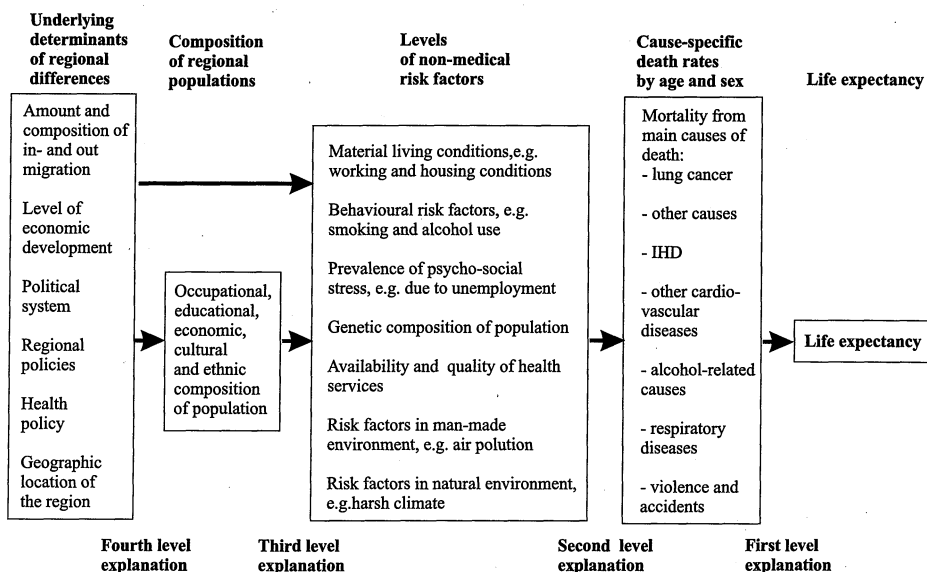 Underlying
determinants
of regional
differences
Composition
of regional
populations
Levels
of non-medical
risk factors
Cause-specific
death rates
by age and sex
Life expectancy
Amount and
composition of
in- and out
migration
Level of
economic
development
Political
system
Regional
policies
Health
policy
Geographic
location of
the region
Occupational,
educational,
economic,
cultural
and ethnic
composition
of population
Material living conditions,e.g.
working and housing conditions
Behavioural risk factors, e.g.
smoking and alcohol use
Prevalence of psycho-social
stress, e.g. due to unemployment
Genetic composition of population
Availability and quality of health
services
Risk factors in man-made
environment, e.g. air polution
Risk factors in natural environment,
e.g.harsh climate
Mortality from
main causes of
death:
- lung cancer
- other causes
- IHD
- other cardio-
vascular
diseases
- alcohol-related
causes
- respiratory
diseases
- violence and
accidents
Life expectancy
Fourth level
explanation
Third level
explanation
Second level
explanation
First level
explanation